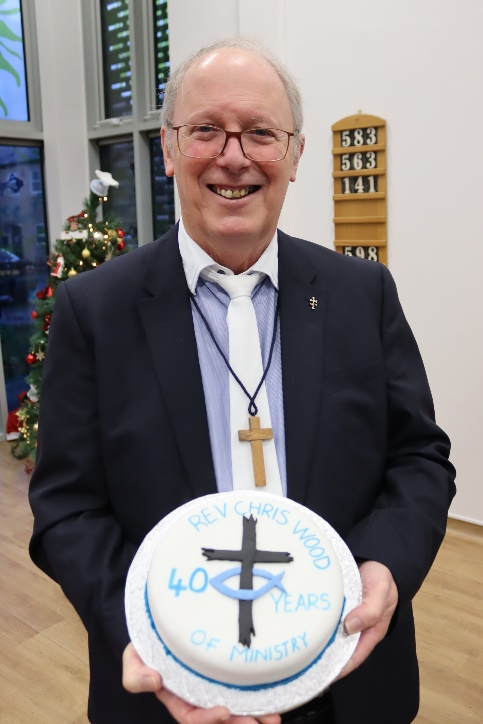 583
563
141
598
REV CHRIS WOOD
40 YEARS
OF MINISTRY